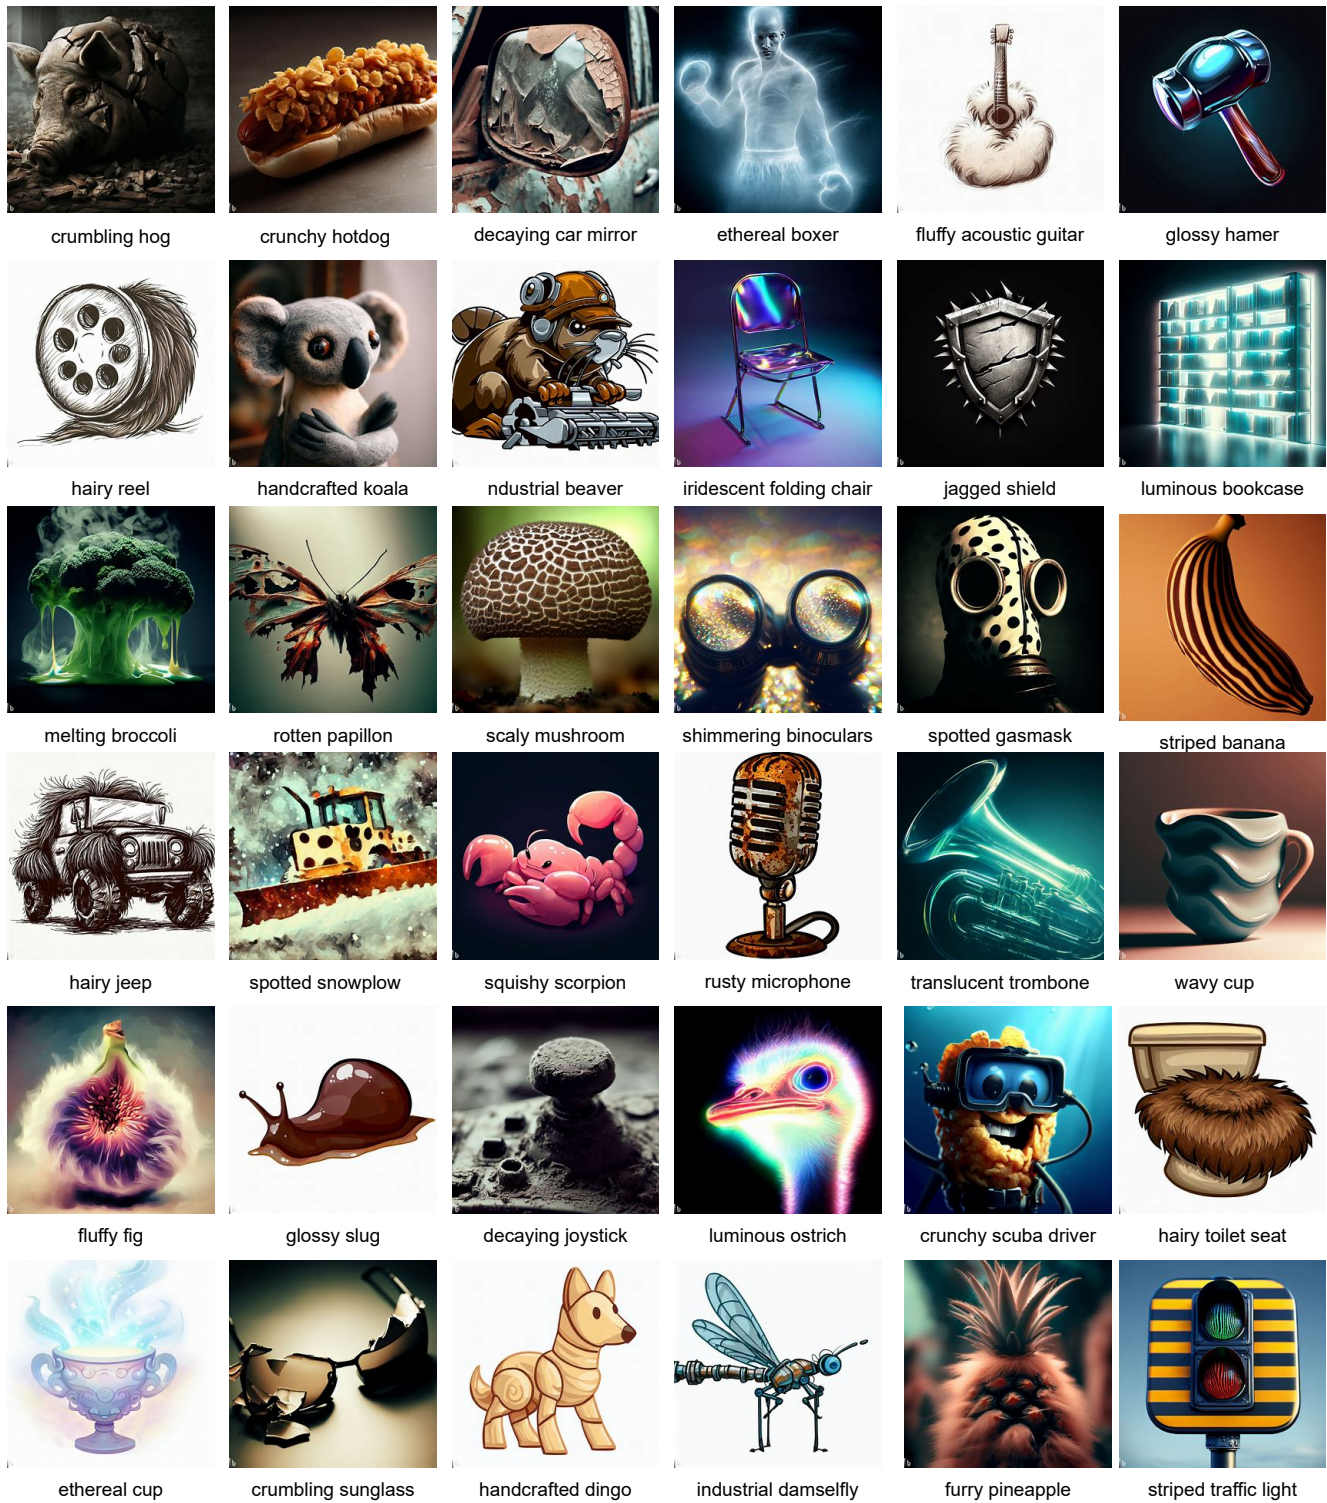 crumbling hog
crunchy hotdog
decaying car mirror
ethereal boxer
fluffy acoustic guitar
glossy hamer
hairy reel
handcrafted koala
ndustrial beaver
iridescent folding chair
jagged shield
luminous bookcase
melting broccoli
rotten papillon
scaly mushroom
shimmering binoculars
spotted gasmask
striped banana
hairy jeep
spotted snowplow
squishy scorpion
rusty microphone
translucent trombone
wavy cup
fluffy fig
glossy slug
decaying joystick
luminous ostrich
crunchy scuba driver
hairy toilet seat
ethereal cup
crumbling sunglass
handcrafted dingo
industrial damselfly
furry pineapple
striped traffic light